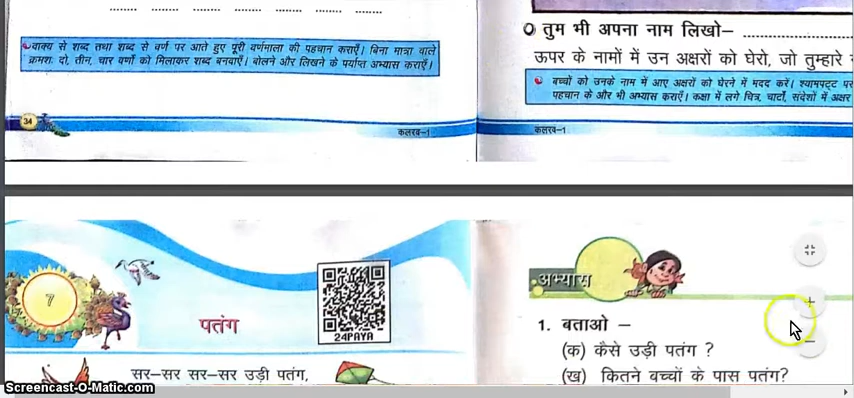 वाक्य से शब्द तथा शब्द से वर्ण पर आते हुए पूरी वर्णमाला की पहचान कराएँ। बिना मात्रा वाले
क्रमशः दो, तीन, चार वर्णों को मिलाकर शब्द बनवाएँ। बोलने और लिखने के पर्याप्त अभ्यास कराएँ।
34
कलरव–1
तुम भी अपना नाम लिखो–
ऊपर के नामों में उन अक्षरों को घेरो, जो तुम्हारे
बच्चों को उनके नाम में आए अक्षरों को घेरने में मदद करें। श्यामपट्ट पर
पहचान के और भी अभ्यास कराएँ। कक्षा में लगे चित्र, चार्टों, संदेशों में अक्षर
कलरव–1
7
पतंग
24PAYA
सर–सर सर–सर उड़ी पतंग,
अभ्यास
1. बताओ –
(क) कैसे उड़ी पतंग ?
(ख) कितने बच्चों के पास पतंग?
Screencast-O-Matic.com